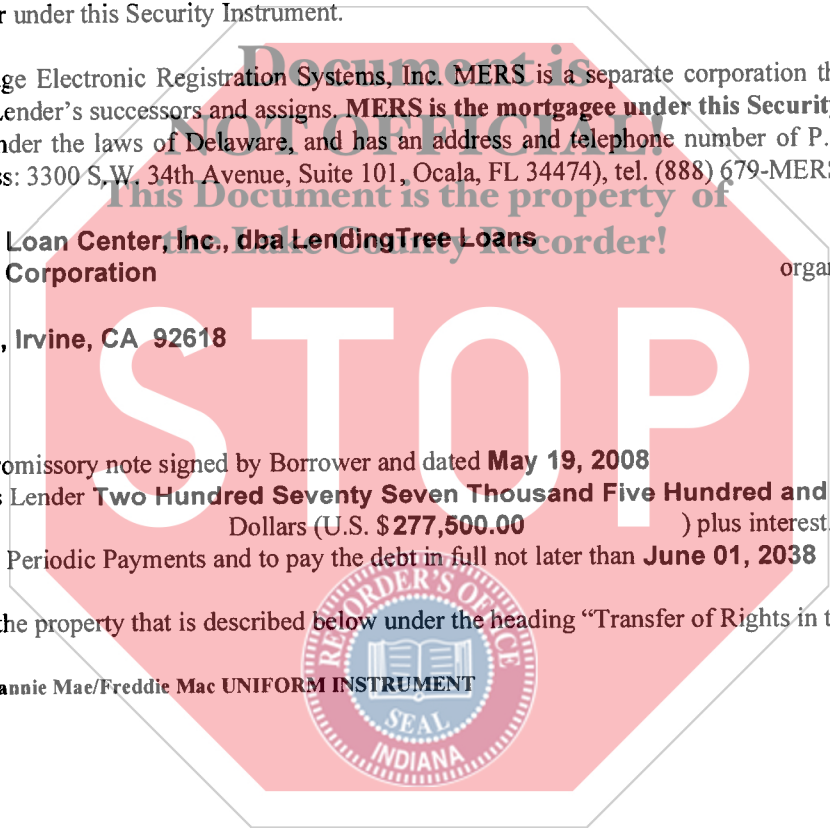 r under this Security Instrument.
Document is
ge Electronic Registration Systems, Inc. MERS is a separate corporation th
Lender's successors and assigns. MERS is the mortgagee under this Security
NOT OFFICIAL!
nder the laws of Delaware, and has an address and telephone number of P.
ss: 3300 S.W. 34th Avenue, Suite 101, Ocala, FL 34474), tel. (888) 679-MERS
This Document is the property of
the Lake County Recorder!
Loan Center, Inc., dba LendingTree Loans
Corporation
organ
, Irvine, CA 92618
STOP
omissory note signed by Borrower and dated May 19, 2008
s Lender Two Hundred Seventy Seven Thousand Five Hundred and
Dollars (U.S. $277,500.00 ) plus interest.
Periodic Payments and to pay the debt in full not later than June 01, 2038
the property that is described below under the heading “Transfer of Rights in t
annie Mae/Freddie Mac UNIFORM INSTRUMENT
RECORDER'S OFFICE
SEAL
INDIANA